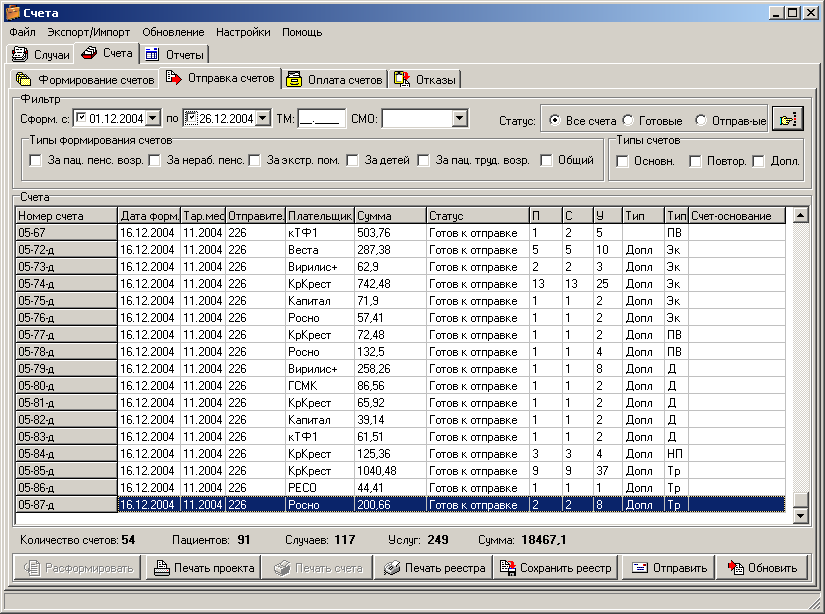 Счета
Файл Экспорт/Импорт Обновление Настройки Помощь
Случаи Счета Отчеты
Формирование счетов Отправка счетов Оплата счетов Отказы
Фильтр
Сформ. с: 01.12.2004 по 26.12.2004 ТМ: __.____ СМО: Статус: Все счета Готовые Отправ-ые
Типы формирования счетов Типы счетов
За пац. пенс. возр. За нераб. пенс. За экстр. пом. За детей За пац. труд. возр. Общий Основн. Повтор. Допл.
Счета
Номер счета Дата форм. Тар.мес Отправите. Плательщик Сумма Статус П С У Тип Тип Счет-основание
05-67 16.12.2004 11.2004 226 кТФ1 503,76 Готов к отправке 1 2 5 ПВ
05-72-д 16.12.2004 11.2004 226 Веста 287,38 Готов к отправке 5 5 10 Допл Эк
05-73-д 16.12.2004 11.2004 226 Вирилис+ 62,9 Готов к отправке 2 2 3 Допл Эк
05-74-д 16.12.2004 11.2004 226 КрКрест 742,48 Готов к отправке 13 13 25 Допл Эк
05-75-д 16.12.2004 11.2004 226 Капитал 71,9 Готов к отправке 1 1 2 Допл Эк
05-76-д 16.12.2004 11.2004 226 Росно 57,41 Готов к отправке 1 1 2 Допл Эк
05-77-д 16.12.2004 11.2004 226 КрКрест 72,48 Готов к отправке 1 1 2 Допл ПВ
05-78-д 16.12.2004 11.2004 226 Росно 132,5 Готов к отправке 1 1 4 Допл ПВ
05-79-д 16.12.2004 11.2004 226 Вирилис+ 258,26 Готов к отправке 1 1 8 Допл Д
05-80-д 16.12.2004 11.2004 226 ГСМК 86,56 Готов к отправке 1 1 2 Допл Д
05-81-д 16.12.2004 11.2004 226 КрКрест 65,92 Готов к отправке 1 1 2 Допл Д
05-82-д 16.12.2004 11.2004 226 Капитал 39,14 Готов к отправке 1 1 2 Допл Д
05-83-д 16.12.2004 11.2004 226 кТФ1 61,51 Готов к отправке 1 1 2 Допл Д
05-84-д 16.12.2004 11.2004 226 КрКрест 125,36 Готов к отправке 3 3 4 Допл НП
05-85-д 16.12.2004 11.2004 226 КрКрест 1040,48 Готов к отправке 9 9 37 Допл Тр
05-86-д 16.12.2004 11.2004 226 РЕСО 44,41 Готов к отправке 1 1 1 Допл Тр
05-87-д 16.12.2004 11.2004 226 Росно 200,66 Готов к отправке 2 2 8 Допл Тр
Количество счетов: 54 Пациентов: 91 Случаев: 117 Услуг: 249 Сумма: 18467,1
Расформировать Печать проекта Печать счета Печать реестра Сохранить реестр Отправить Обновить